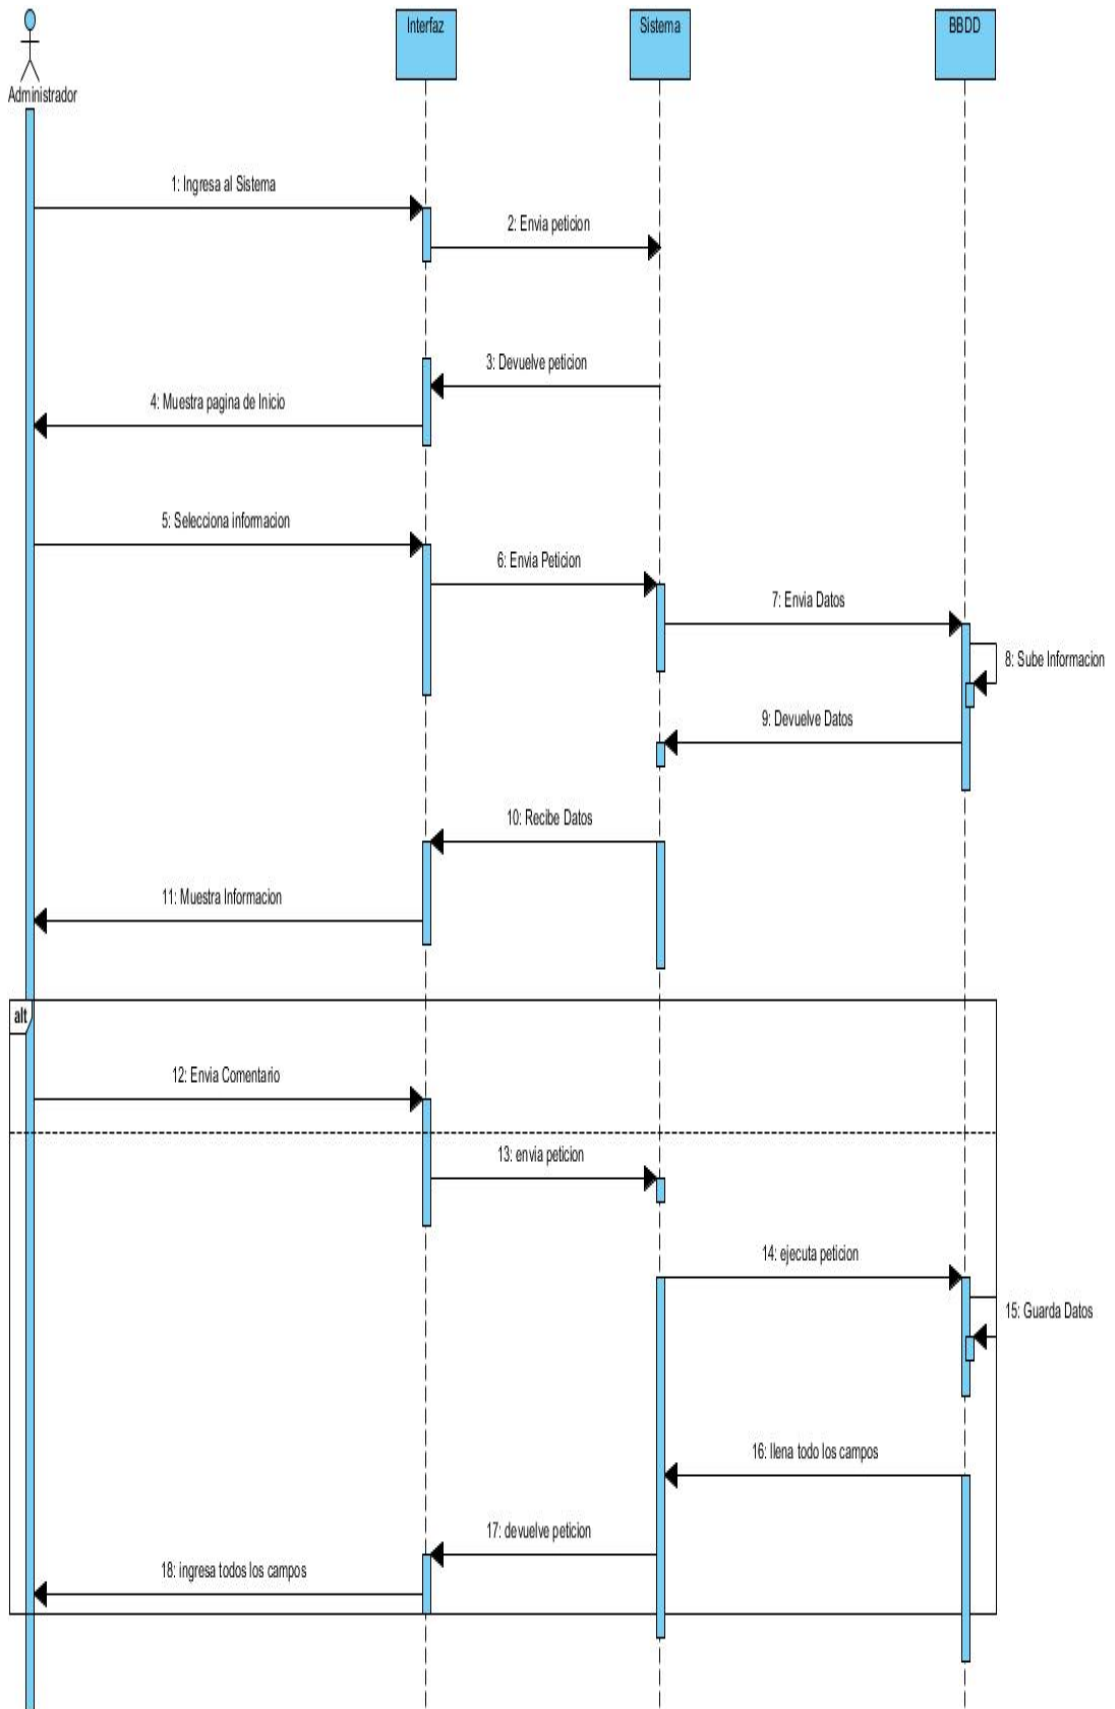 Interfaz
Sistema
BBDD
Administrador
1: Ingresa al Sistema
2: Envia peticion
3: Devuelve peticion
4: Muestra pagina de Inicio
5: Selecciona informacion
6: Envia Peticion
7: Envia Datos
8: Sube Informacion
9: Devuelve Datos
10: Recibe Datos
11: Muestra Informacion
alt
12: Envia Comentario
13: envia peticion
14: ejecuta peticion
15: Guarda Datos
16: llena todo los campos
17: devuelve peticion
18: ingresa todos los campos